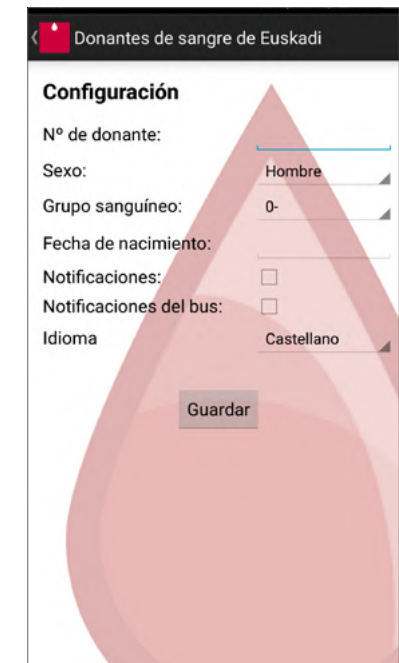 Donantes de sangre de Euskadi
Configuración
Nº de donante:
Sexo: Hombre
Grupo sanguíneo: 0-
Fecha de nacimiento:
Notificaciones:
Notificaciones del bus:
Idioma Castellano
Guardar